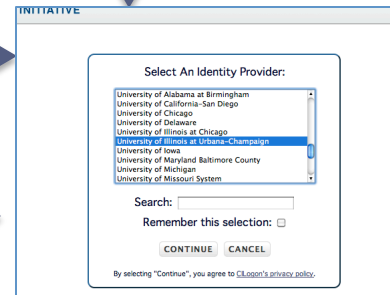 INITIATIVE
Select An Identity Provider:
University of Alabama at Birmingham
University of California-San Diego
University of Chicago
University of Delaware
University of Illinois at Chicago
University of Illinois at Urbana-Champaign
University of Iowa
University of Maryland Baltimore County
University of Michigan
University of Missouri System
Search:
Remember this selection:
CONTINUE CANCEL
By selecting "Continue", you agree to CILogon's privacy policy.